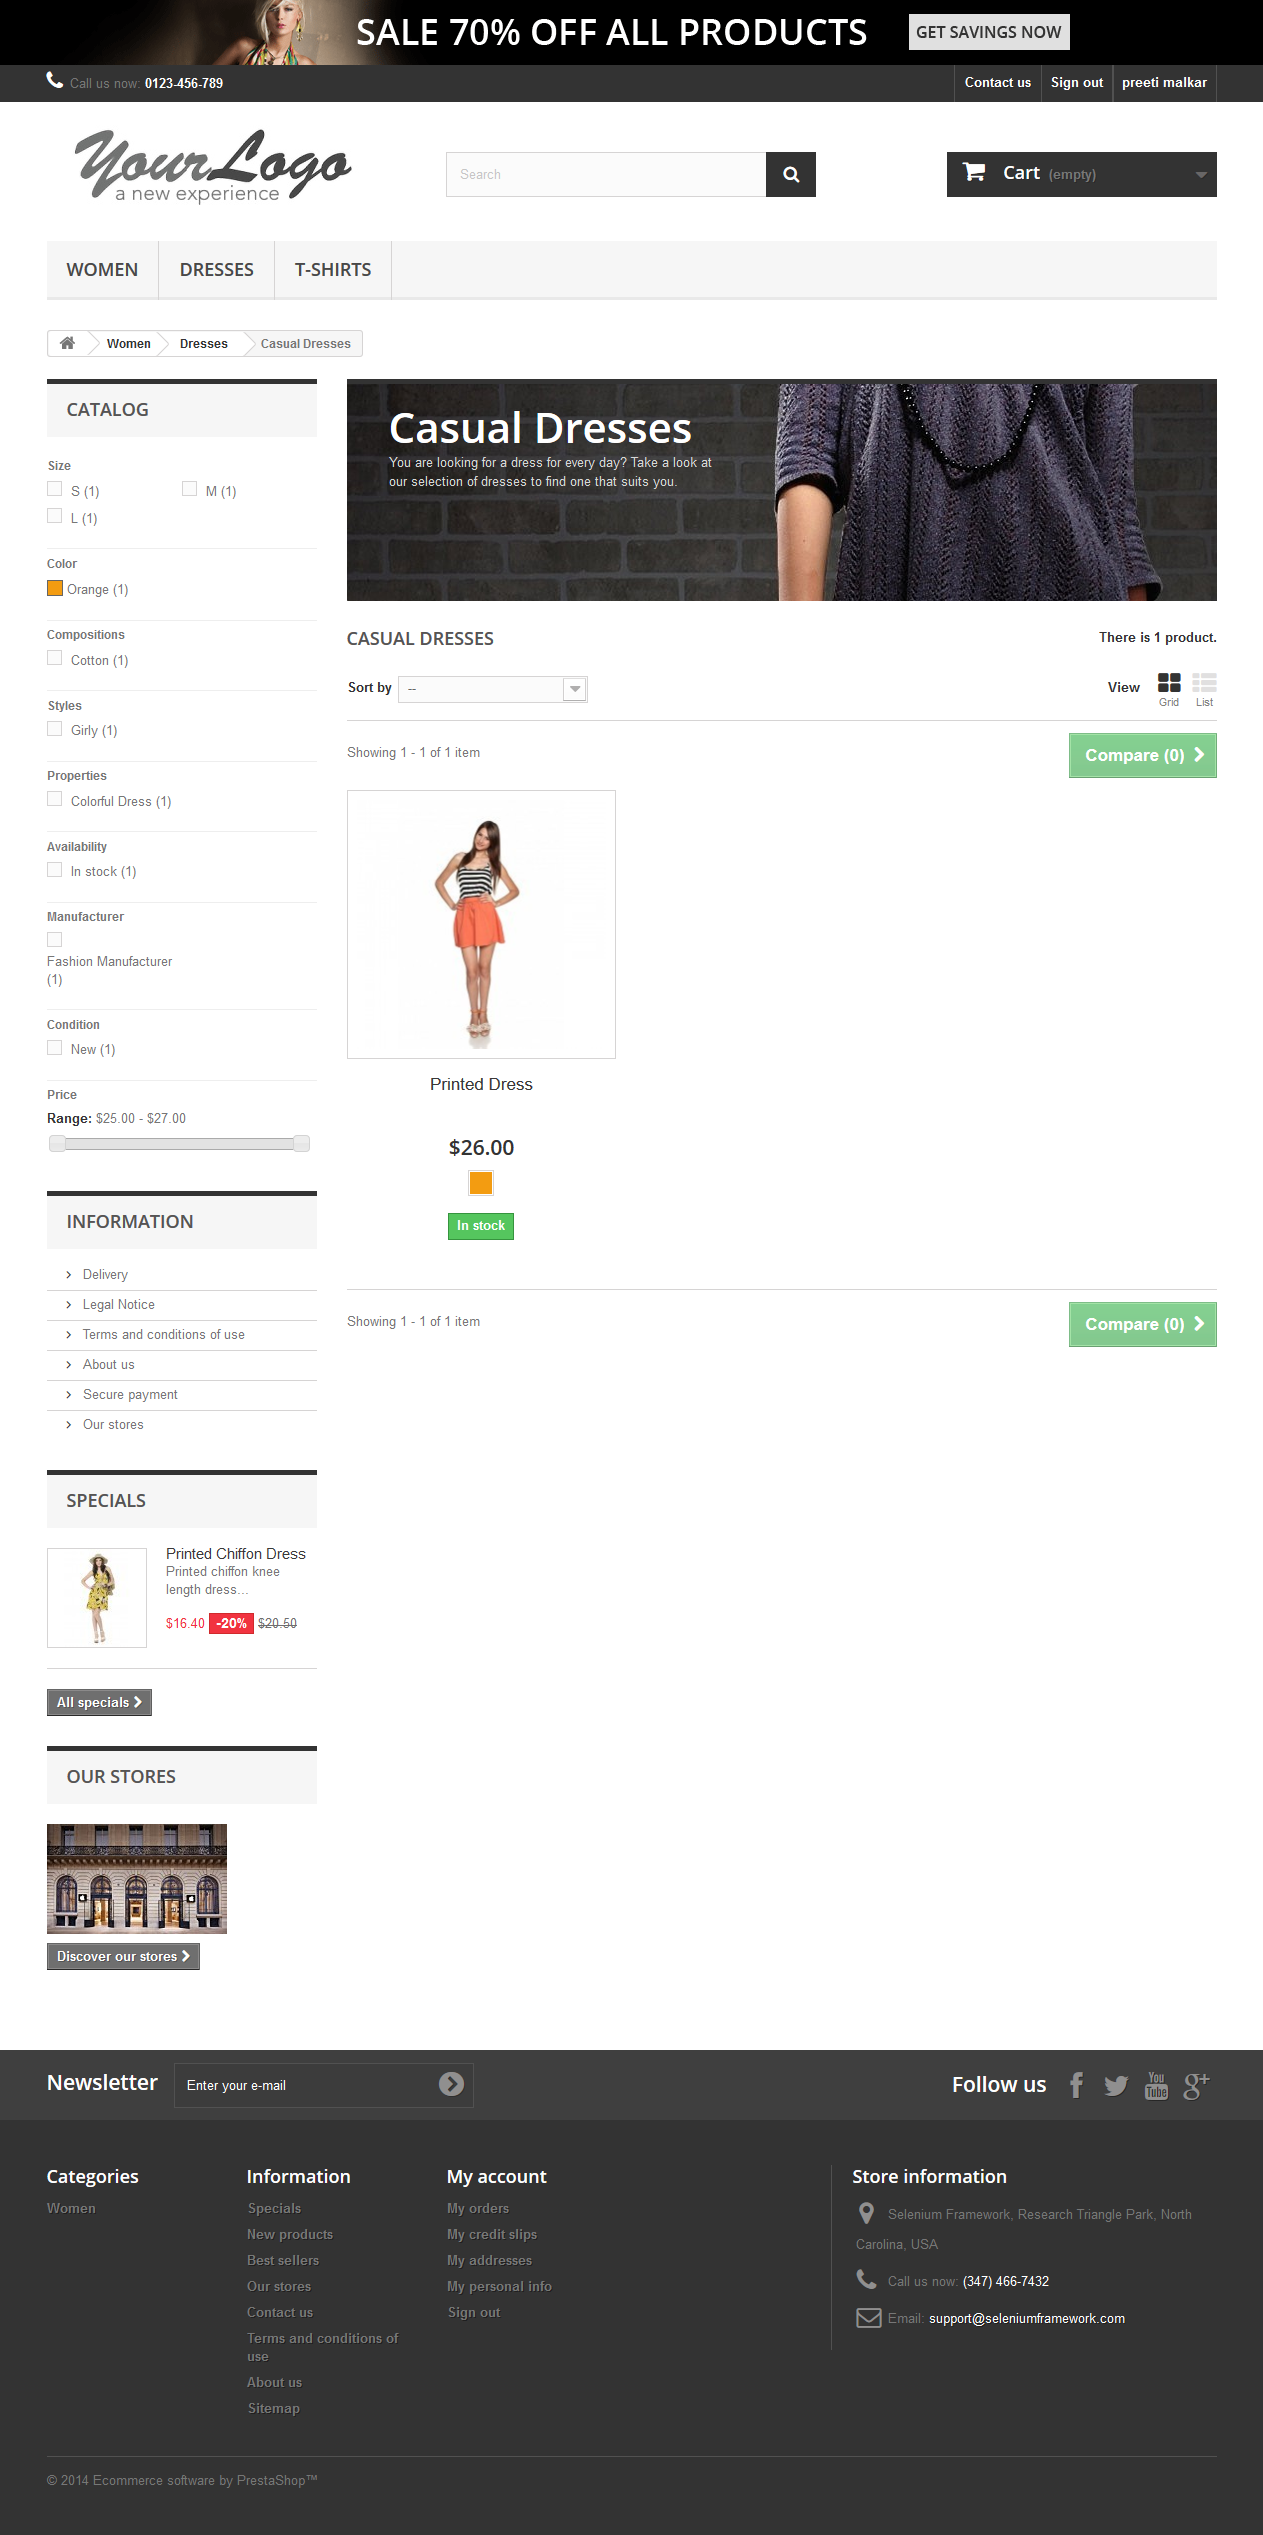 SALE 70% OFF ALL PRODUCTS
GET SAVINGS NOW
Call us now: 0123-456-789
Contact us
Sign out
preeti malkar
YourLogo
a new experience
Search
Cart (empty)
WOMEN
DRESSES
T-SHIRTS
Women
Dresses
Casual Dresses
CATALOG
Size
S (1)
M (1)
L (1)
Color
Orange (1)
Compositions
Cotton (1)
Styles
Girly (1)
Properties
Colorful Dress (1)
Availability
In stock (1)
Manufacturer
Fashion Manufacturer
(1)
Condition
New (1)
Price
Range: $25.00 - $27.00
INFORMATION
Delivery
Legal Notice
Terms and conditions of use
About us
Secure payment
Our stores
SPECIALS
Printed Chiffon Dress
Printed chiffon knee
length dress...
$16.40 -20% $20.50
All specials
OUR STORES
Discover our stores
Casual Dresses
You are looking for a dress for every day? Take a look at
our selection of dresses to find one that suits you.
CASUAL DRESSES
There is 1 product.
Sort by
--
View
Grid
List
Showing 1 - 1 of 1 item
Compare (0)
Printed Dress
$26.00
In stock
Showing 1 - 1 of 1 item
Compare (0)
Newsletter
Enter your e-mail
Follow us
You
Tube
Categories
Women
Information
Specials
New products
Best sellers
Our stores
Contact us
Terms and conditions of
use
About us
Sitemap
My account
My orders
My credit slips
My addresses
My personal info
Sign out
Store information
Selenium Framework, Research Triangle Park, North
Carolina, USA
Call us now: (347) 466-7432
Email: support@seleniumframework.com
© 2014 Ecommerce software by PrestaShop™